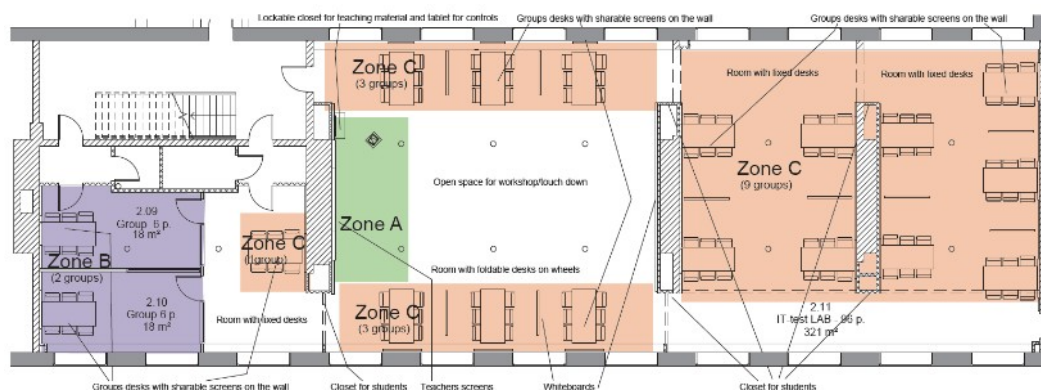 Lockable closet for teaching material and tablet for controls
Groups desks with sharable screens on the wall
Groups desks with sharable screens on the wall
Zone C
(3 groups)
Room with fixed desks
Room with fixed desks
Open space for workshop/touch down
Zone C
(9 groups)
2.09
Group 6 p.
18 m²
Zone A
Zone C
(1group)
Zone B
(2 groups)
Room with foldable desks on wheels
2.10
Group 6 p.
18 m²
Room with fixed desks
Zone C
(3 groups)
2.11
IT-test LAB - 96 p.
321 m²
Groups desks with sharable screens on the wall
Closet for students
Teachers screens
Whiteboards
Closet for students